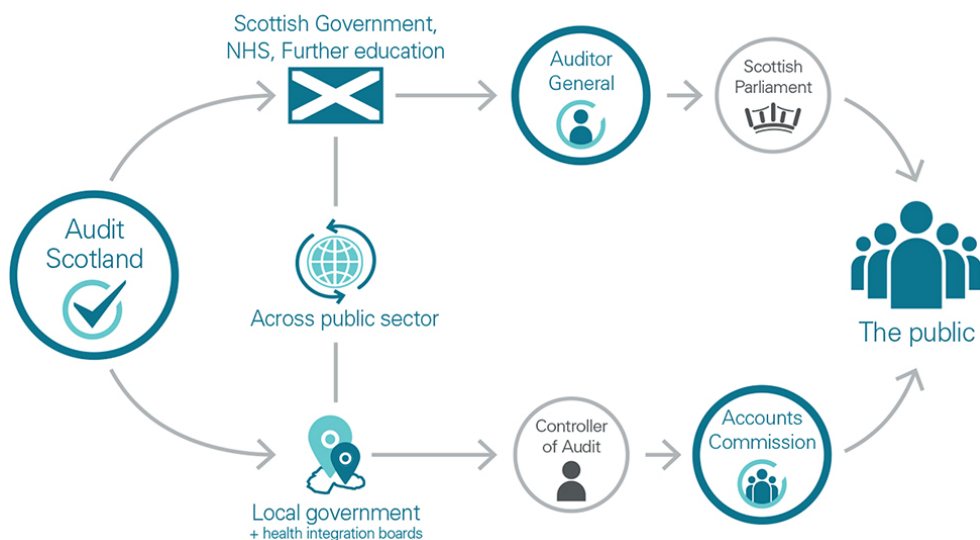 Scottish Government,
NHS, Further education
Auditor
General
Scottish
Parliament
Audit
Scotland
Across public sector
The public
Local government
+ health integration boards
Controller
of Audit
Accounts
Commission